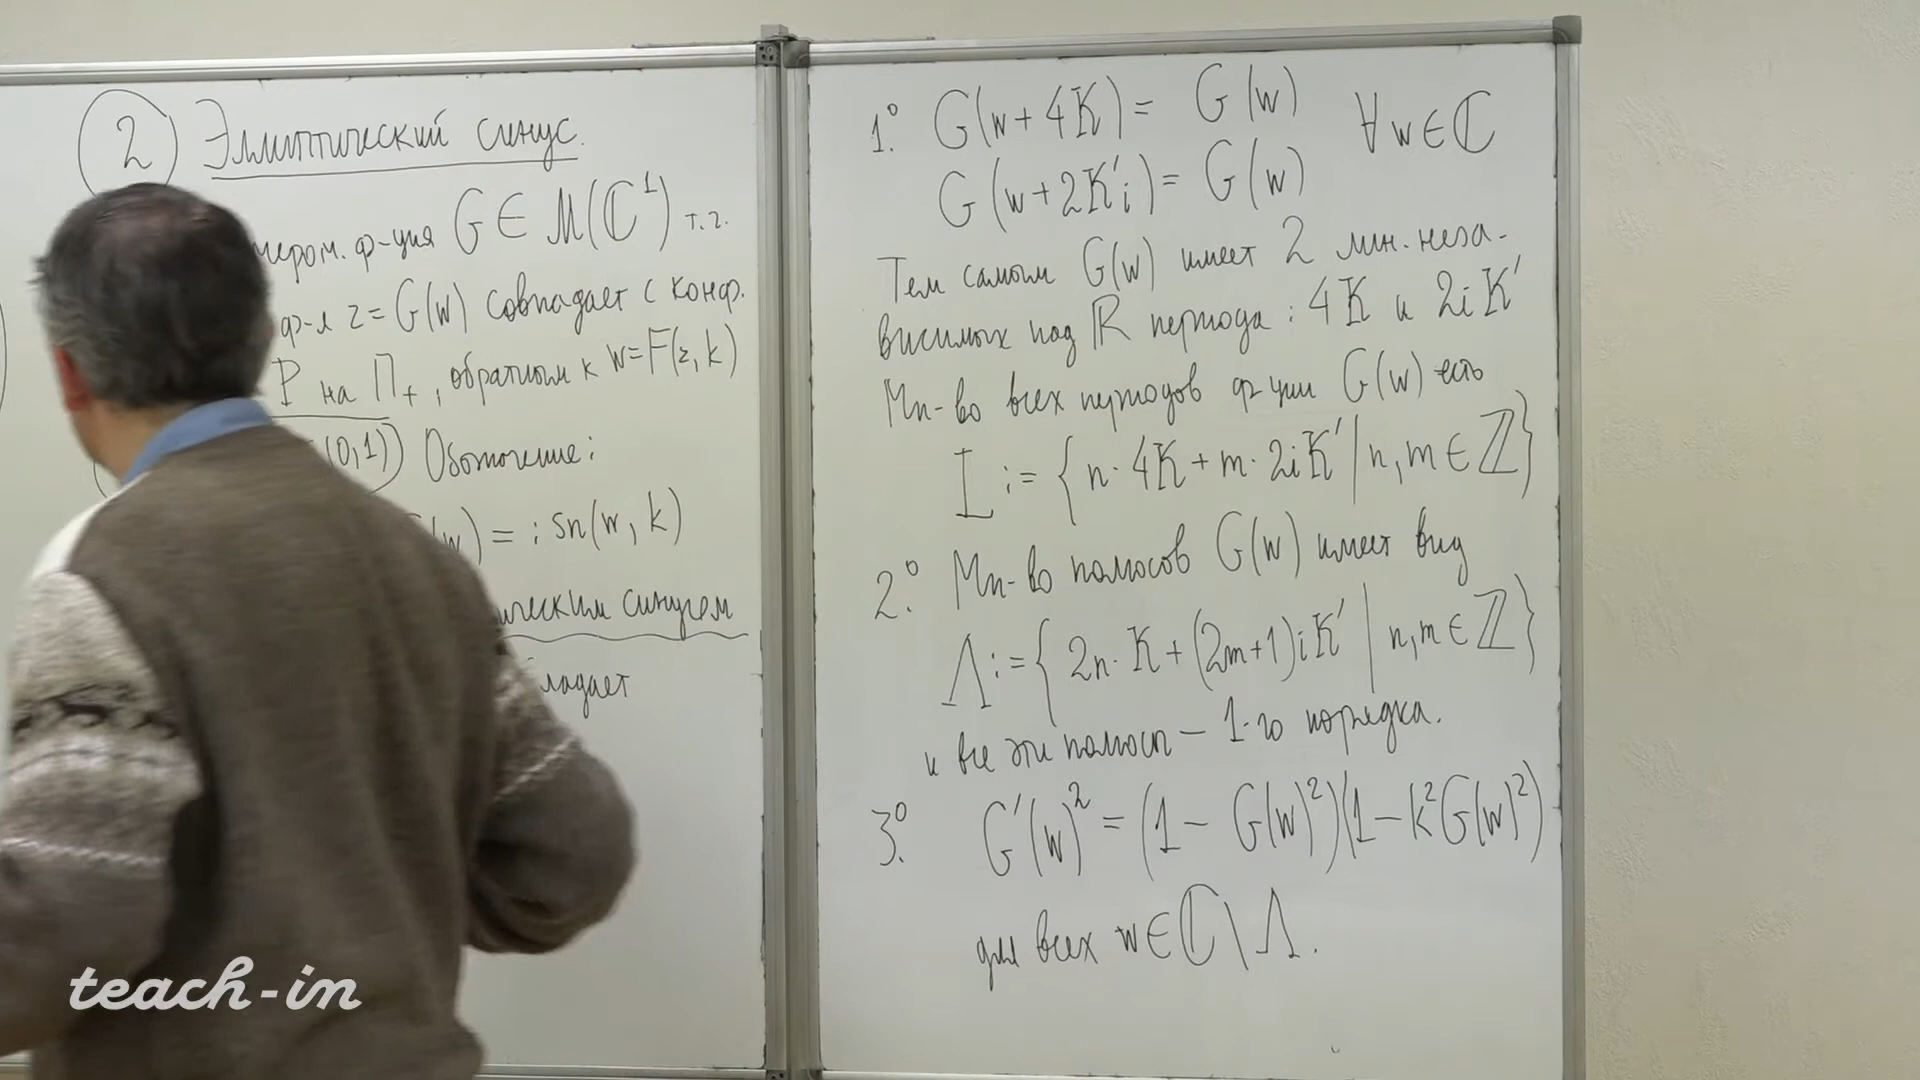 2 Эллиптический синус.
мером. ф-ция G ∈ M(ℂ¹) т.г.
ф-л z = G(w) совпадает с конф.
P на П₊, обратным к w = F(z, k)
(0,1)) Обозначение:
(w) =: sn(w, k)
ическим синусом
ладает
1° G(w + 4K) = G(w) ∀ w ∈ ℂ
G(w + 2K'i) = G(w)
Тем самым G(w) имеет 2 лин. неза-
висимых над ℝ периода: 4K и 2iK'
Мн-во всех периодов ф-ции G(w) есть
L := { n·4K + m·2iK' | n, m ∈ ℤ }
2° Мн-во полюсов G(w) имеет вид
Λ := { 2n·K + (2m+1)iK' | n, m ∈ ℤ }
и все эти полюсы — 1-го порядка.
3° G'(w)² = (1 − G(w)²)(1 − k²G(w)²)
для всех w ∈ ℂ \ Λ.
teach-in